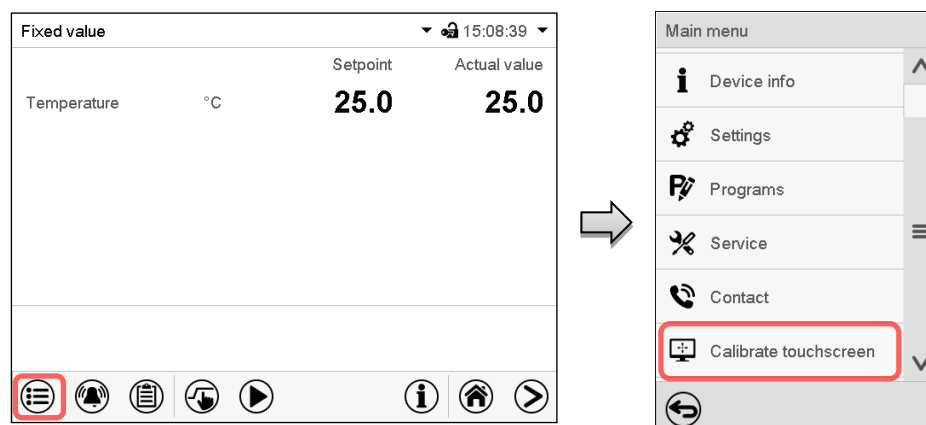 Fixed value 15:08:39
Setpoint Actual value
Temperature °C 25.0 25.0
Main menu
Device info
Settings
Programs
Service
Contact
Calibrate touchscreen